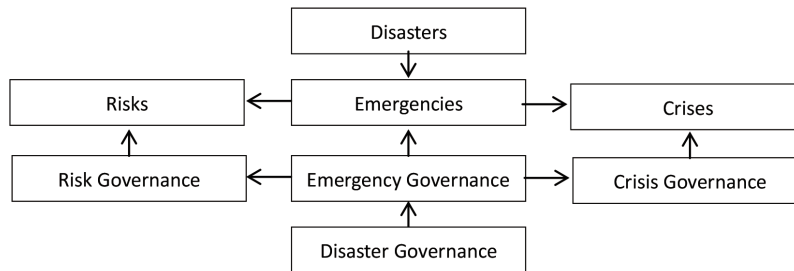 Disasters
Risks
Emergencies
Crises
Risk Governance
Emergency Governance
Crisis Governance
Disaster Governance